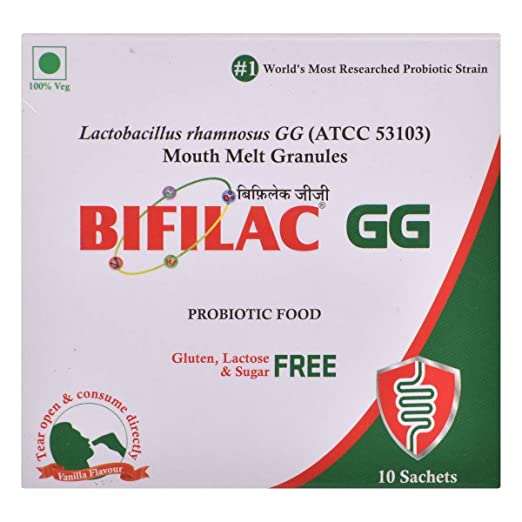 100% Veg
#1 World's Most Researched Probiotic Strain
Lactobacillus rhamnosus GG (ATCC 53103)
Mouth Melt Granules
बिफ़िलेक जीजी
BIFILAC® GG
PROBIOTIC FOOD
Gluten, Lactose
& Sugar FREE
Tear open & consume directly
Vanilla Flavour
10 Sachets